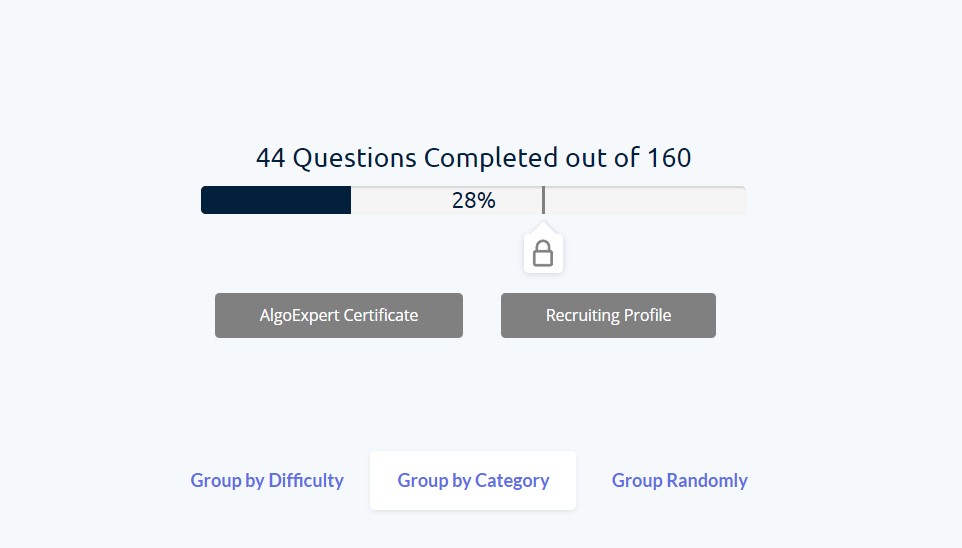 44 Questions Completed out of 160
28%
AlgoExpert Certificate
Recruiting Profile
Group by Difficulty
Group by Category
Group Randomly